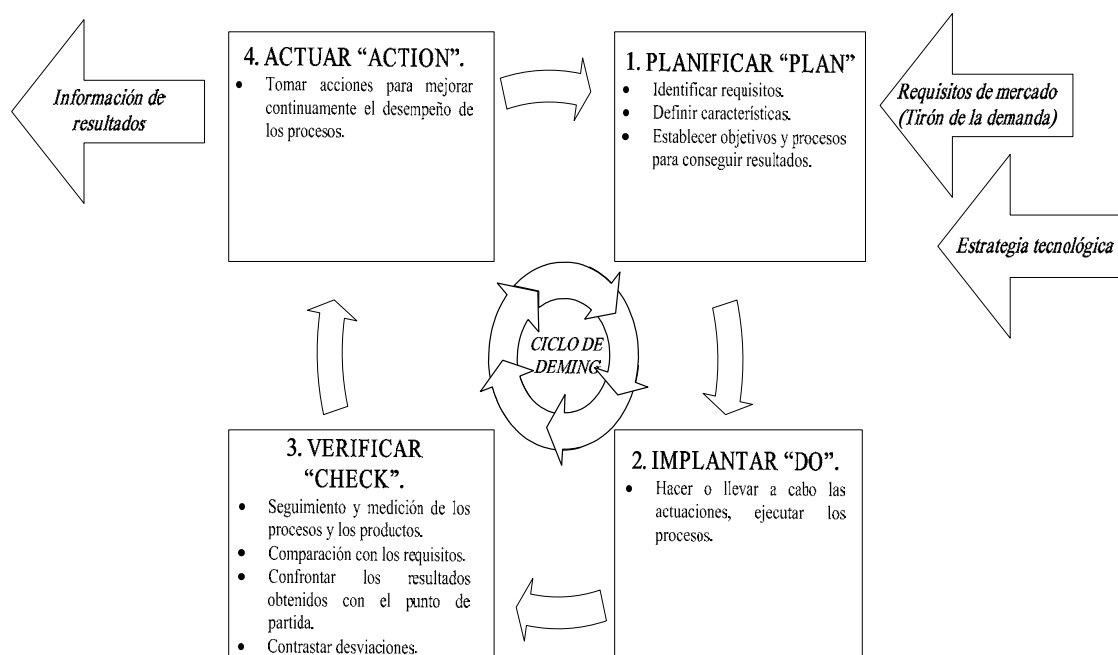 Información de
resultados
4. ACTUAR “ACTION”.
• Tomar acciones para mejorar
continuamente el desempeño de
los procesos.
1. PLANIFICAR “PLAN”
• Identificar requisitos.
• Definir características.
• Establecer objetivos y procesos
para conseguir resultados.
Requisitos de mercado
(Tirón de la demanda)
Estrategia tecnológica
CICLO DE
DEMING
3. VERIFICAR
“CHECK”.
• Seguimiento y medición de los
procesos y los productos.
• Comparación con los requisitos.
• Confrontar los resultados
obtenidos con el punto de
partida.
• Contrastar desviaciones.
2. IMPLANTAR “DO”.
• Hacer o llevar a cabo las
actuaciones, ejecutar los
procesos.